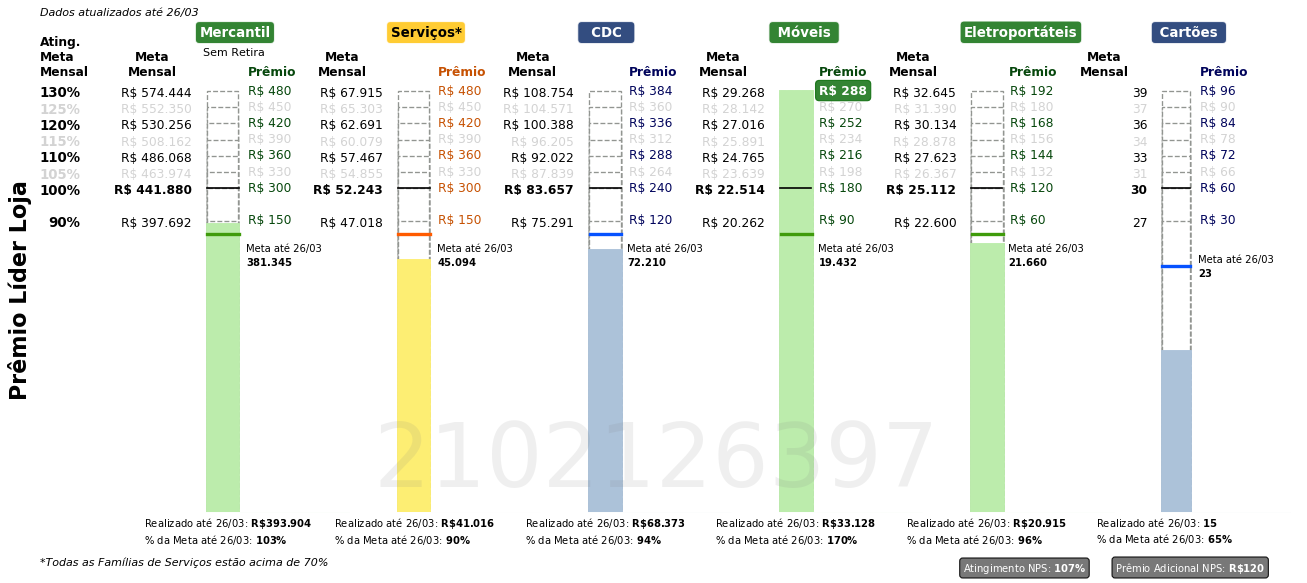 Dados atualizados até 26/03
Mercantil Serviços* CDC Móveis Eletroportáteis Cartões
Sem Retira
Ating. Meta Mensal
Meta Mensal Prêmio Meta Mensal Prêmio Meta Mensal Prêmio Meta Mensal Prêmio Meta Mensal Prêmio Meta Mensal Prêmio
130% R$ 574.444 R$ 480 R$ 67.915 R$ 480 R$ 108.754 R$ 384 R$ 29.268 R$ 288 R$ 32.645 R$ 192 39 R$ 96
125% R$ 552.350 R$ 450 R$ 65.303 R$ 450 R$ 104.571 R$ 360 R$ 28.142 R$ 270 R$ 31.390 R$ 180 37 R$ 90
120% R$ 530.256 R$ 420 R$ 62.691 R$ 420 R$ 100.388 R$ 336 R$ 27.016 R$ 252 R$ 30.134 R$ 168 36 R$ 84
115% R$ 508.162 R$ 390 R$ 60.079 R$ 390 R$ 96.205 R$ 312 R$ 25.891 R$ 234 R$ 28.878 R$ 156 34 R$ 78
110% R$ 486.068 R$ 360 R$ 57.467 R$ 360 R$ 92.022 R$ 288 R$ 24.765 R$ 216 R$ 27.623 R$ 144 33 R$ 72
105% R$ 463.974 R$ 330 R$ 54.855 R$ 330 R$ 87.839 R$ 264 R$ 23.639 R$ 198 R$ 26.367 R$ 132 31 R$ 66
100% R$ 441.880 R$ 300 R$ 52.243 R$ 300 R$ 83.657 R$ 240 R$ 22.514 R$ 180 R$ 25.112 R$ 120 30 R$ 60
90% R$ 397.692 R$ 150 R$ 47.018 R$ 150 R$ 75.291 R$ 120 R$ 20.262 R$ 90 R$ 22.600 R$ 60 27 R$ 30
Meta até 26/03 Meta até 26/03 Meta até 26/03 Meta até 26/03 Meta até 26/03 Meta até 26/03
381.345 45.094 72.210 19.432 21.660 23
Prêmio Líder Loja
2102126397
Realizado até 26/03: R$393.904 Realizado até 26/03: R$41.016 Realizado até 26/03: R$68.373 Realizado até 26/03: R$33.128 Realizado até 26/03: R$20.915 Realizado até 26/03: 15
% da Meta até 26/03: 103% % da Meta até 26/03: 90% % da Meta até 26/03: 94% % da Meta até 26/03: 170% % da Meta até 26/03: 96% % da Meta até 26/03: 65%
*Todas as Famílias de Serviços estão acima de 70%
Atingimento NPS: 107% Prêmio Adicional NPS: R$120